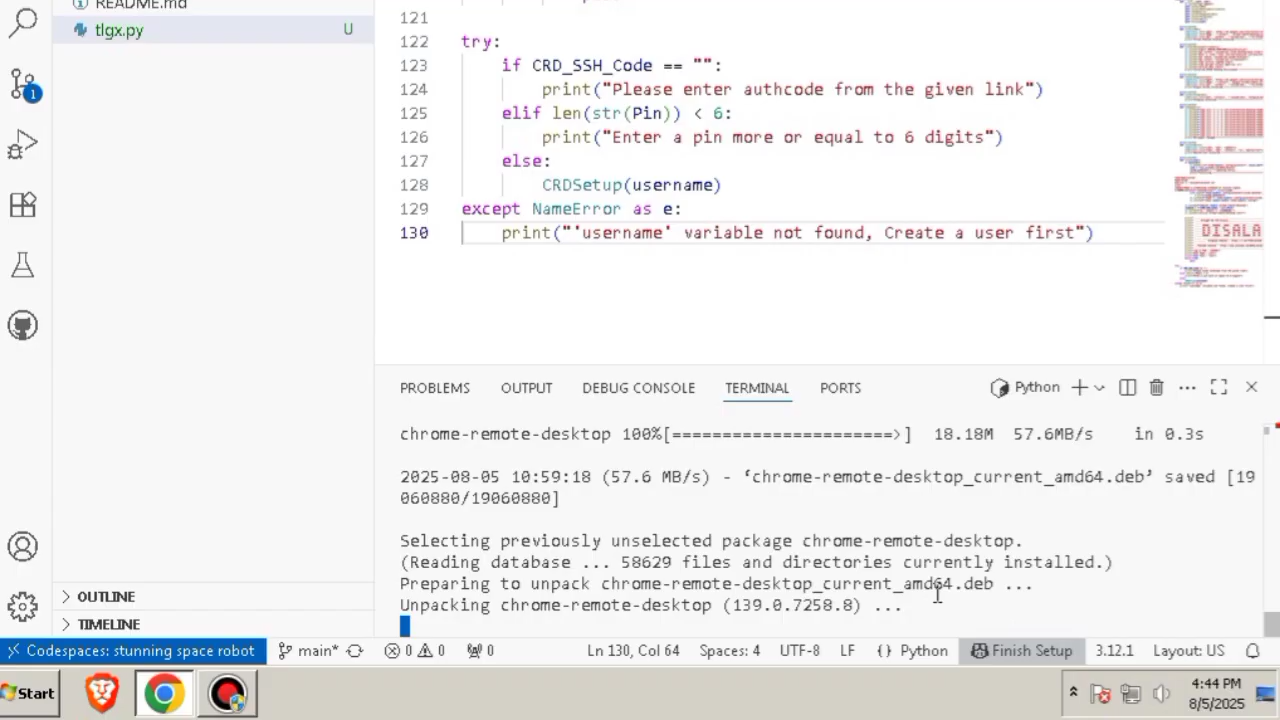 README.md
tlgx.py U
1
121
122 try:
123 if CRD_SSH_Code == "":
124 print("Please enter authcode from the given link")
125 elif len(str(Pin)) < 6:
126 print("Enter a pin more or equal to 6 digits")
127 else:
128 CRDSetup(username)
129 except NameError as e:
130 print("'username' variable not found, Create a user first")
DISALA
PROBLEMS OUTPUT DEBUG CONSOLE TERMINAL PORTS Python
chrome-remote-desktop 100%[======================>] 18.18M 57.6MB/s in 0.3s
2025-08-05 10:59:18 (57.6 MB/s) - ‘chrome-remote-desktop_current_amd64.deb’ saved [19
060880/19060880]
Selecting previously unselected package chrome-remote-desktop.
(Reading database ... 58629 files and directories currently installed.)
Preparing to unpack chrome-remote-desktop_current_amd64.deb ...
Unpacking chrome-remote-desktop (139.0.7258.8) ...
OUTLINE
TIMELINE
Codespaces: stunning space robot main* 0 0 0 Ln 130, Col 64 Spaces: 4 UTF-8 LF {} Python Finish Setup 3.12.1 Layout: US
Start
4:44 PM
8/5/2025